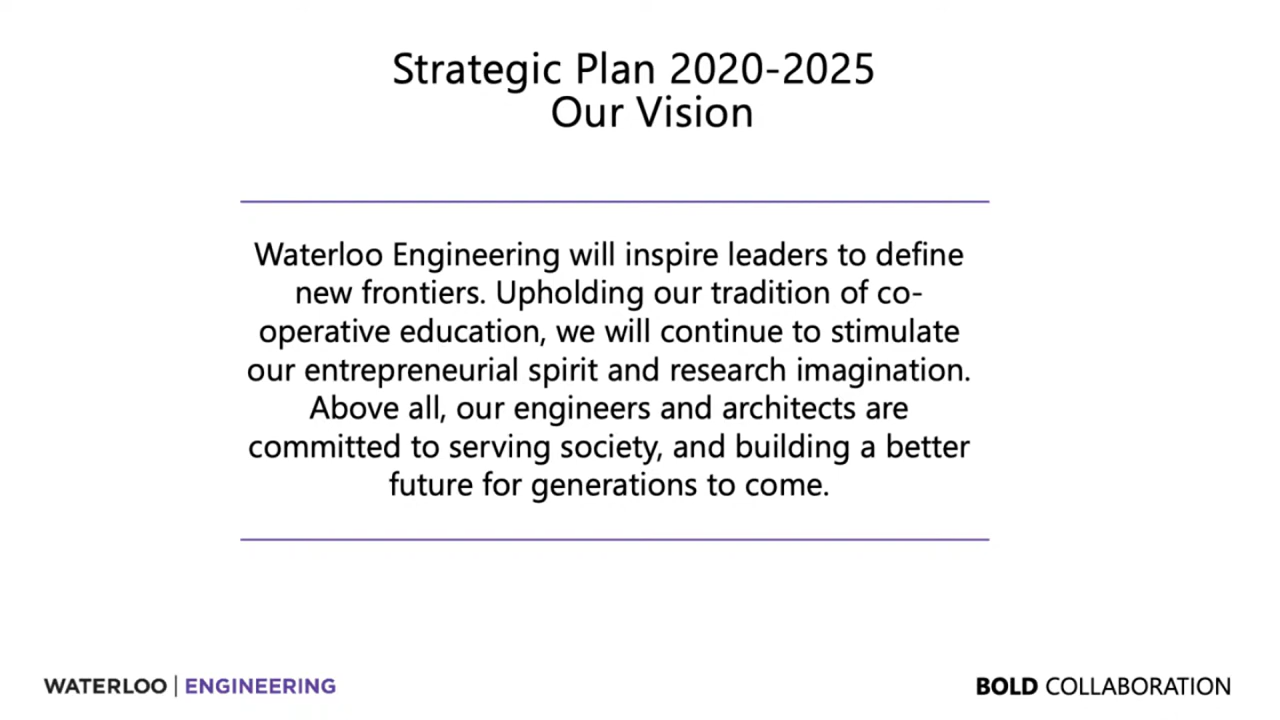 Strategic Plan 2020-2025
Our Vision
Waterloo Engineering will inspire leaders to define
new frontiers. Upholding our tradition of co-
operative education, we will continue to stimulate
our entrepreneurial spirit and research imagination.
Above all, our engineers and architects are
committed to serving society, and building a better
future for generations to come.
WATERLOO | ENGINEERING
BOLD COLLABORATION